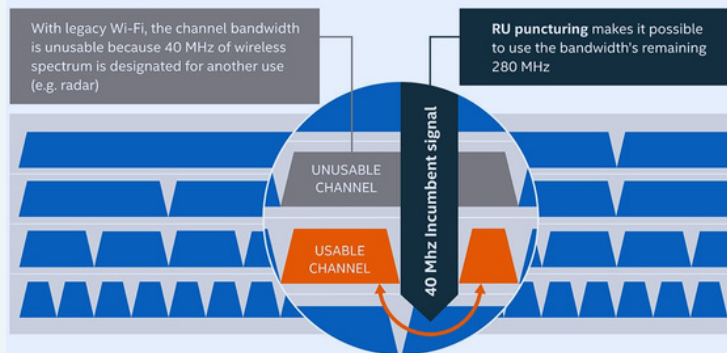 With legacy Wi-Fi, the channel bandwidth
is unusable because 40 MHz of wireless
spectrum is designated for another use
(e.g. radar)
RU puncturing makes it possible
to use the bandwidth's remaining
280 MHz
UNUSABLE
CHANNEL
USABLE
CHANNEL
40 Mhz Incumbent signal